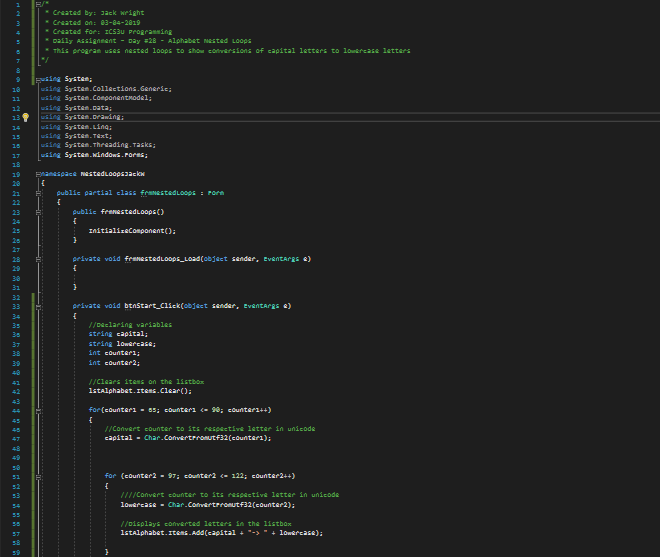 1 /*
2 * Created by: Jack Wright
3 * Created on: 03-04-2019
4 * Created for: ICS3U Programming
5 * Daily Assignment - Day #28 - Alphabet Nested Loops
6 * This program uses nested loops to show conversions of capital letters to lowercase letters
7 */
8
9 using System;
10 using System.Collections.Generic;
11 using System.ComponentModel;
12 using System.Data;
13 using System.Drawing;
14 using System.Linq;
15 using System.Text;
16 using System.Threading.Tasks;
17 using System.Windows.Forms;
18
19 namespace NestedLoopsJackW
20 {
21 public partial class frmNestedLoops : Form
22 {
23 public frmNestedLoops()
24 {
25 InitializeComponent();
26 }
27
28 private void frmNestedLoops_Load(object sender, EventArgs e)
29 {
30
31 }
32
33 private void btnStart_Click(object sender, EventArgs e)
34 {
35 //Declaring variables
36 string capital;
37 string lowercase;
38 int counter1;
39 int counter2;
40
41 //Clears items on the listbox
42 lstAlphabet.Items.Clear();
43
44 for(counter1 = 65; counter1 <= 90; counter1++)
45 {
46 //Convert counter to its respective letter in unicode
47 capital = Char.ConvertFromUtf32(counter1);
48
49
50
51 for (counter2 = 97; counter2 <= 122; counter2++)
52 {
53 ////Convert counter to its respective letter in unicode
54 lowercase = Char.ConvertFromUtf32(counter2);
55
56 //Displays converted letters in the listbox
57 lstAlphabet.Items.Add(capital + "-> " + lowercase);
58
59 }